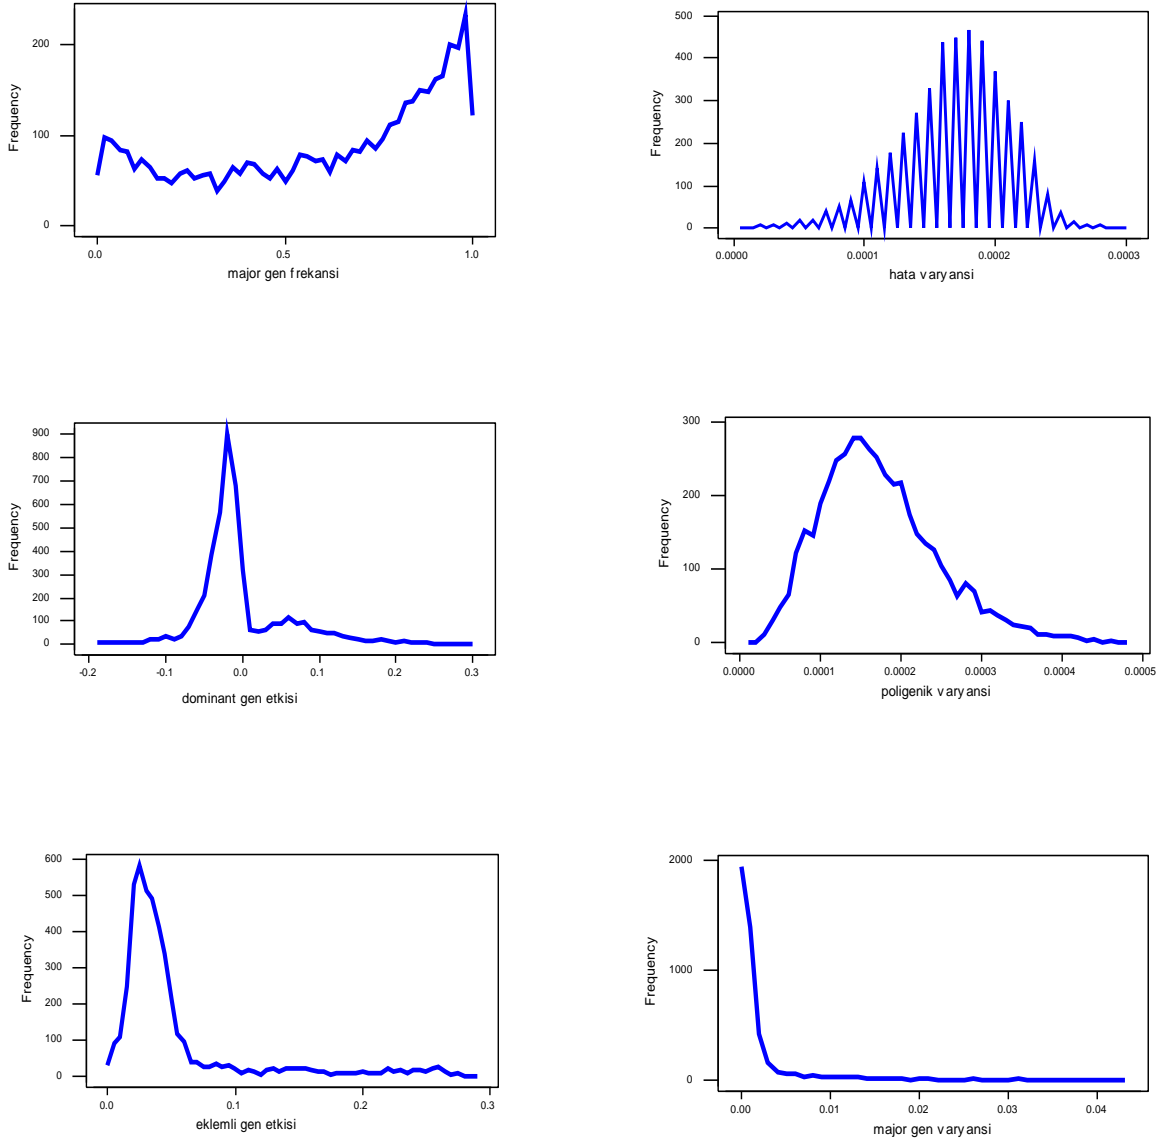 200
100
0
Frequency
0.0 0.5 1.0
major gen frekansi
500
400
300
200
100
0
Frequency
0.0000 0.0001 0.0002 0.0003
hata varyansi
900
800
700
600
500
400
300
200
100
0
Frequency
-0.2 -0.1 0.0 0.1 0.2 0.3
dominant gen etkisi
300
200
100
0
Frequency
0.0000 0.0001 0.0002 0.0003 0.0004 0.0005
poligenik varyansi
600
500
400
300
200
100
0
Frequency
0.0 0.1 0.2 0.3
eklemli gen etkisi
2000
1000
0
Frequency
0.00 0.01 0.02 0.03 0.04
major gen varyansi